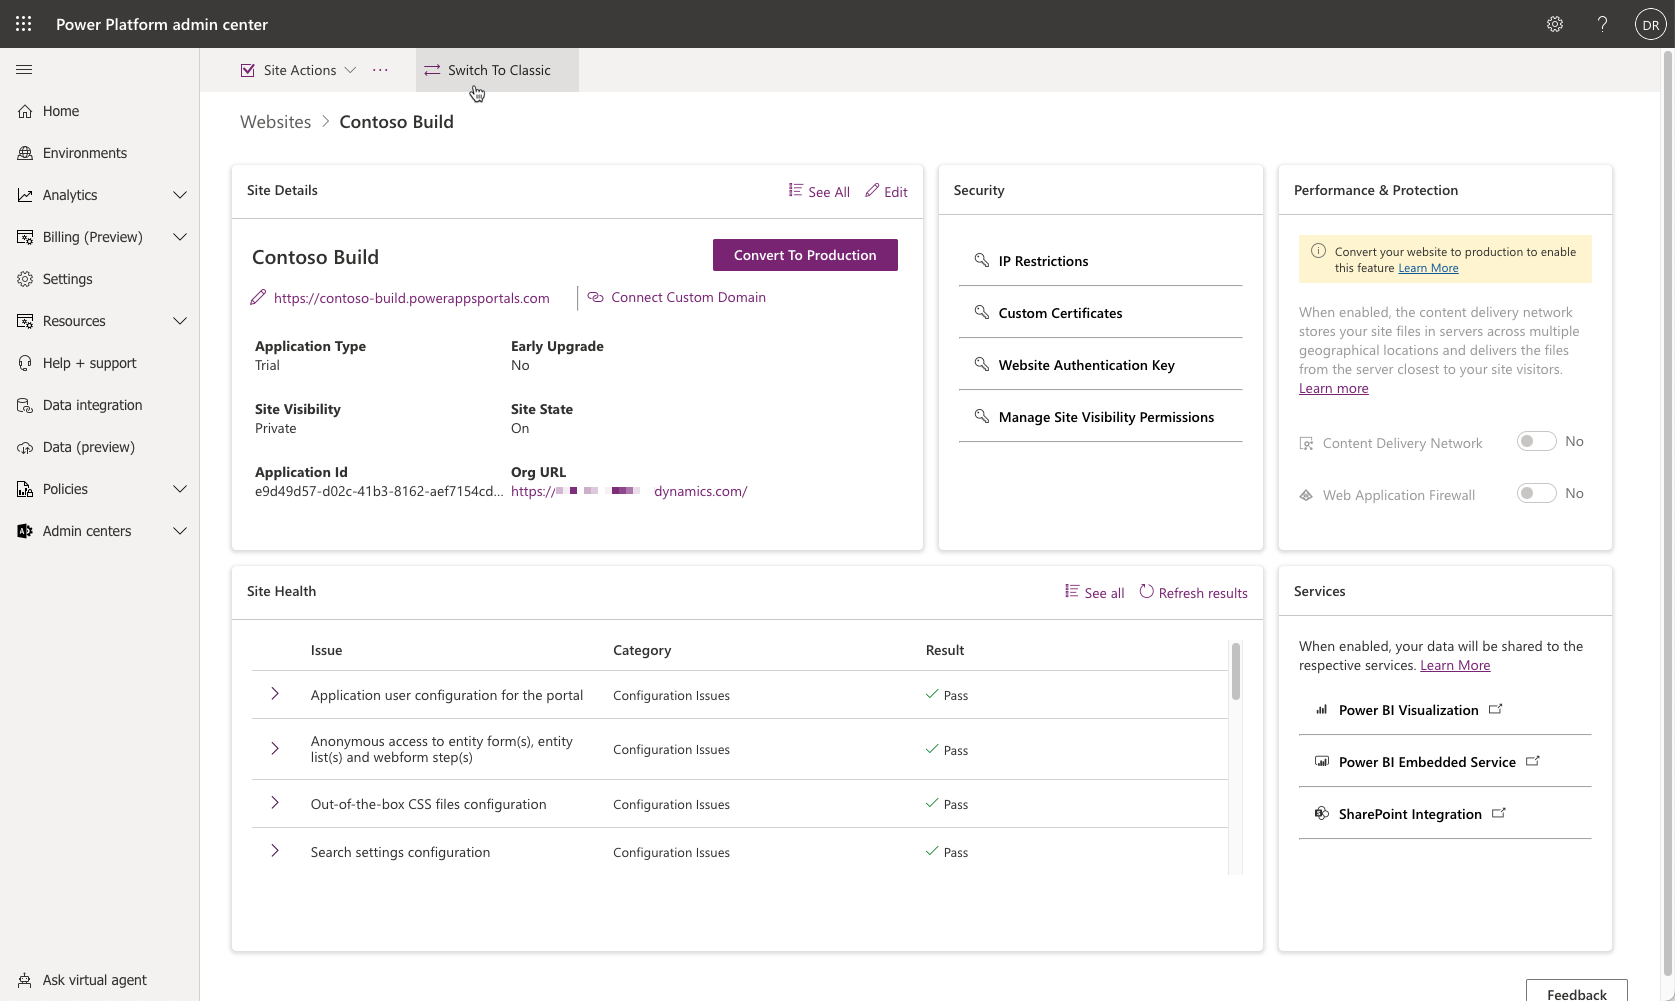 Power Platform admin center
?
DR
Site Actions
...
Switch To Classic
Home
Environments
Analytics
Billing (Preview)
Settings
Resources
Help + support
Data integration
Data (preview)
Policies
Admin centers
Ask virtual agent
Websites > Contoso Build
Site Details
See All
Edit
Contoso Build
Convert To Production
https://contoso-build.powerappsportals.com
Connect Custom Domain
Application Type
Trial
Early Upgrade
No
Site Visibility
Private
Site State
On
Application Id
e9d49d57-d02c-41b3-8162-aef7154cd...
Org URL
https:// dynamics.com/
Security
IP Restrictions
Custom Certificates
Website Authentication Key
Manage Site Visibility Permissions
Performance & Protection
Convert your website to production to enable
this feature Learn More
When enabled, the content delivery network
stores your site files in servers across multiple
geographical locations and delivers the files
from the server closest to your site visitors.
Learn more
Content Delivery Network
No
Web Application Firewall
No
Site Health
See all
Refresh results
Issue Category Result
Application user configuration for the portal Configuration Issues Pass
Anonymous access to entity form(s), entity
list(s) and webform step(s) Configuration Issues Pass
Out-of-the-box CSS files configuration Configuration Issues Pass
Search settings configuration Configuration Issues Pass
Services
When enabled, your data will be shared to the
respective services. Learn More
Power BI Visualization
Power BI Embedded Service
SharePoint Integration
Feedback